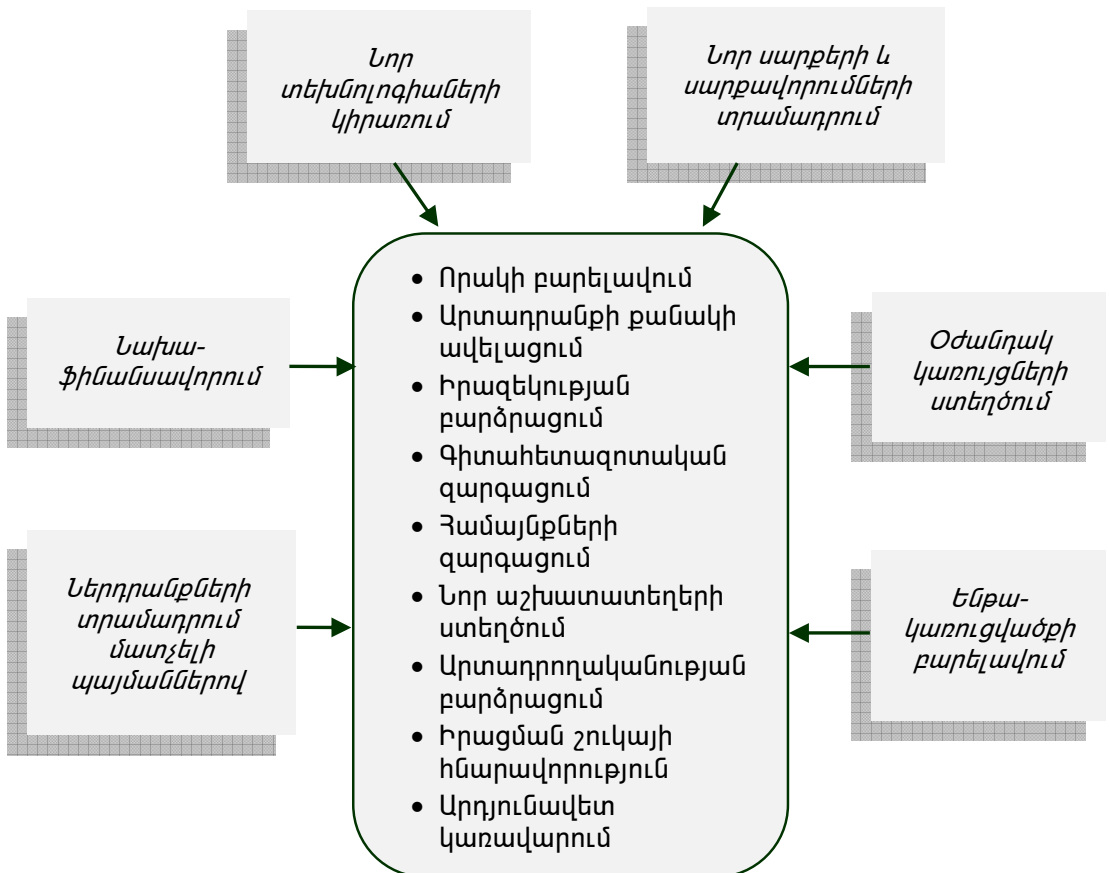 Նոր
տեխնոլոգիաների
կիրառում
Նոր սարքերի և
սարքավորումների
տրամադրում
Նախա-
ֆինանսավորում
Ներդրանքների
տրամադրում
մատչելի
պայմաններով
• Որակի բարելավում
• Արտադրանքի քանակի
ավելացում
• Իրազեկության
բարձրացում
• Գիտահետազոտական
զարգացում
• Համայնքների
զարգացում
• Նոր աշխատատեղերի
ստեղծում
• Արտադրողականության
բարձրացում
• Իրացման շուկայի
հնարավորություն
• Արդյունավետ
կառավարում
Օժանդակ
կառույցների
ստեղծում
Ենթա-
կառուցվածքի
բարելավում